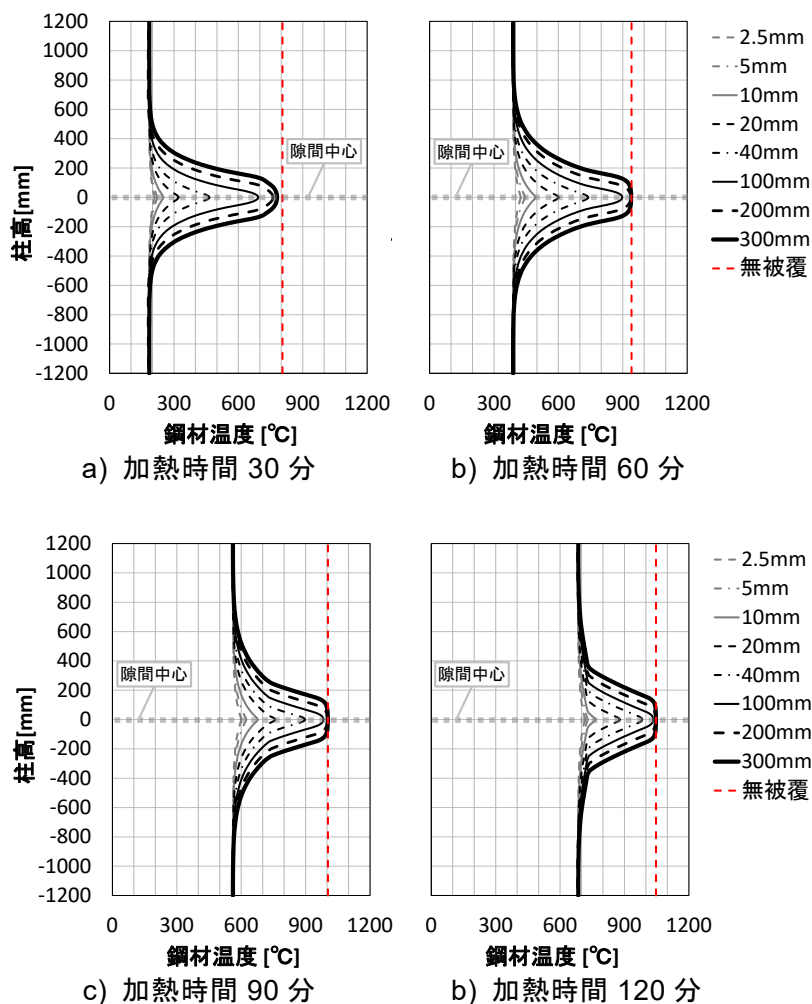 1200
1000
800
600
400
200
0
-200
-400
-600
-800
-1000
-1200
柱高[mm]
隙間中心
0 300 600 900 1200
鋼材温度 [℃]
a) 加熱時間 30 分
隙間中心
0 300 600 900 1200
鋼材温度 [℃]
b) 加熱時間 60 分
2.5mm
5mm
10mm
20mm
40mm
100mm
200mm
300mm
無被覆
1200
1000
800
600
400
200
0
-200
-400
-600
-800
-1000
-1200
柱高[mm]
隙間中心
0 300 600 900 1200
鋼材温度 [℃]
c) 加熱時間 90 分
隙間中心
0 300 600 900 1200
鋼材温度 [℃]
b) 加熱時間 120 分
2.5mm
5mm
10mm
20mm
40mm
100mm
200mm
300mm
無被覆